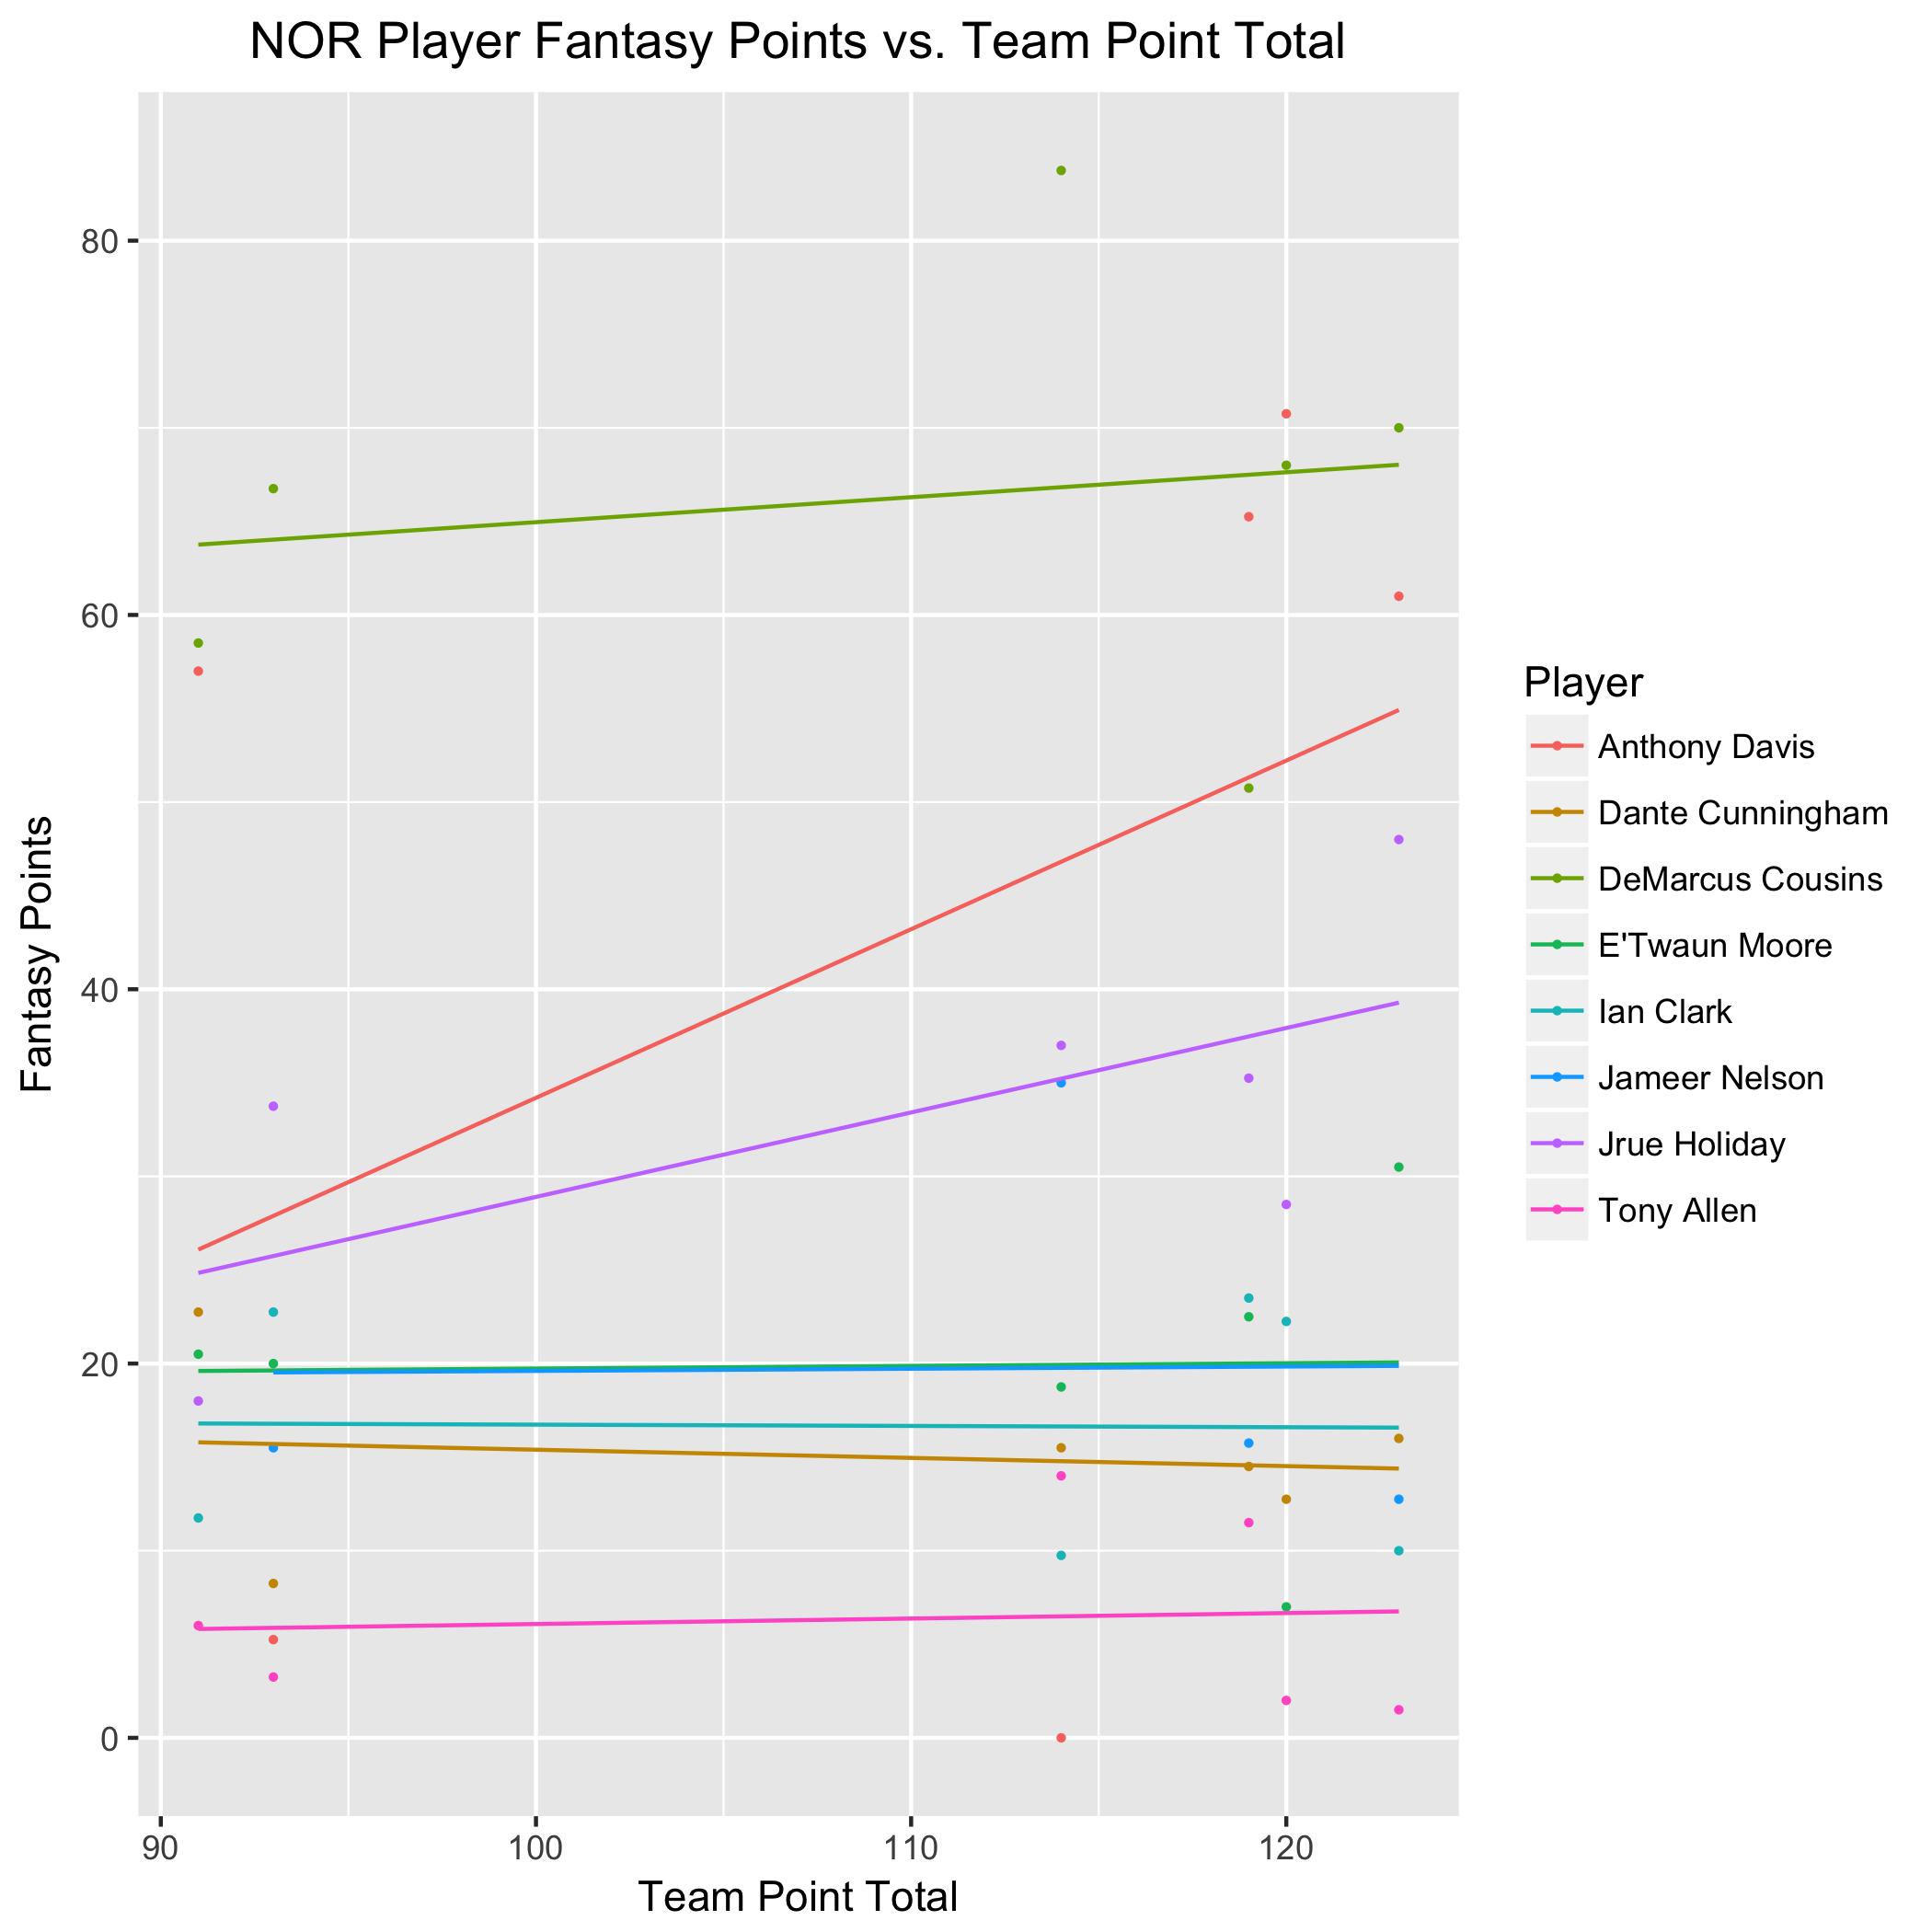 NOR Player Fantasy Points vs. Team Point Total
Fantasy Points
80
60
40
20
0
90 100 110 120
Team Point Total
Player
Anthony Davis
Dante Cunningham
DeMarcus Cousins
E'Twaun Moore
Ian Clark
Jameer Nelson
Jrue Holiday
Tony Allen